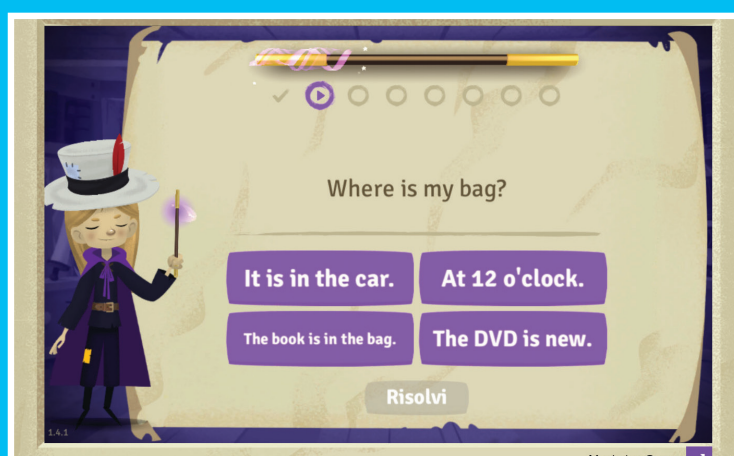 Where is my bag?
It is in the car.
At 12 o'clock.
The book is in the bag.
The DVD is new.
Risolvi
1.4.1